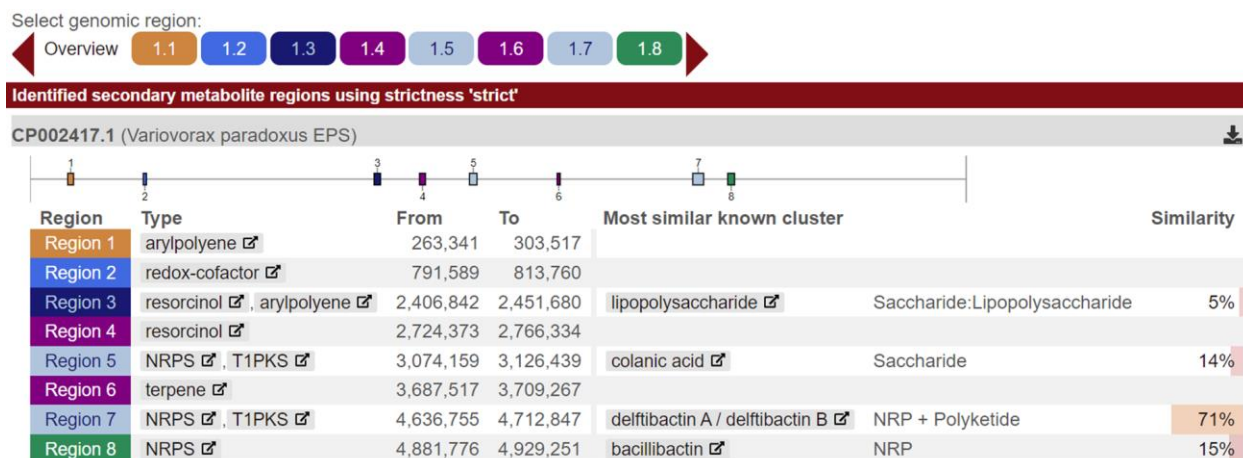 Select genomic region:
Overview 1.1 1.2 1.3 1.4 1.5 1.6 1.7 1.8
Identified secondary metabolite regions using strictness 'strict'
CP002417.1 (Variovorax paradoxus EPS)
1 3 5 7
2 4 6 8
Region Type From To Most similar known cluster Similarity
Region 1 arylpolyene 263,341 303,517
Region 2 redox-cofactor 791,589 813,760
Region 3 resorcinol , arylpolyene 2,406,842 2,451,680 lipopolysaccharide Saccharide:Lipopolysaccharide 5%
Region 4 resorcinol 2,724,373 2,766,334
Region 5 NRPS , T1PKS 3,074,159 3,126,439 colanic acid Saccharide 14%
Region 6 terpene 3,687,517 3,709,267
Region 7 NRPS , T1PKS 4,636,755 4,712,847 delftibactin A / delftibactin B NRP + Polyketide 71%
Region 8 NRPS 4,881,776 4,929,251 bacillibactin NRP 15%